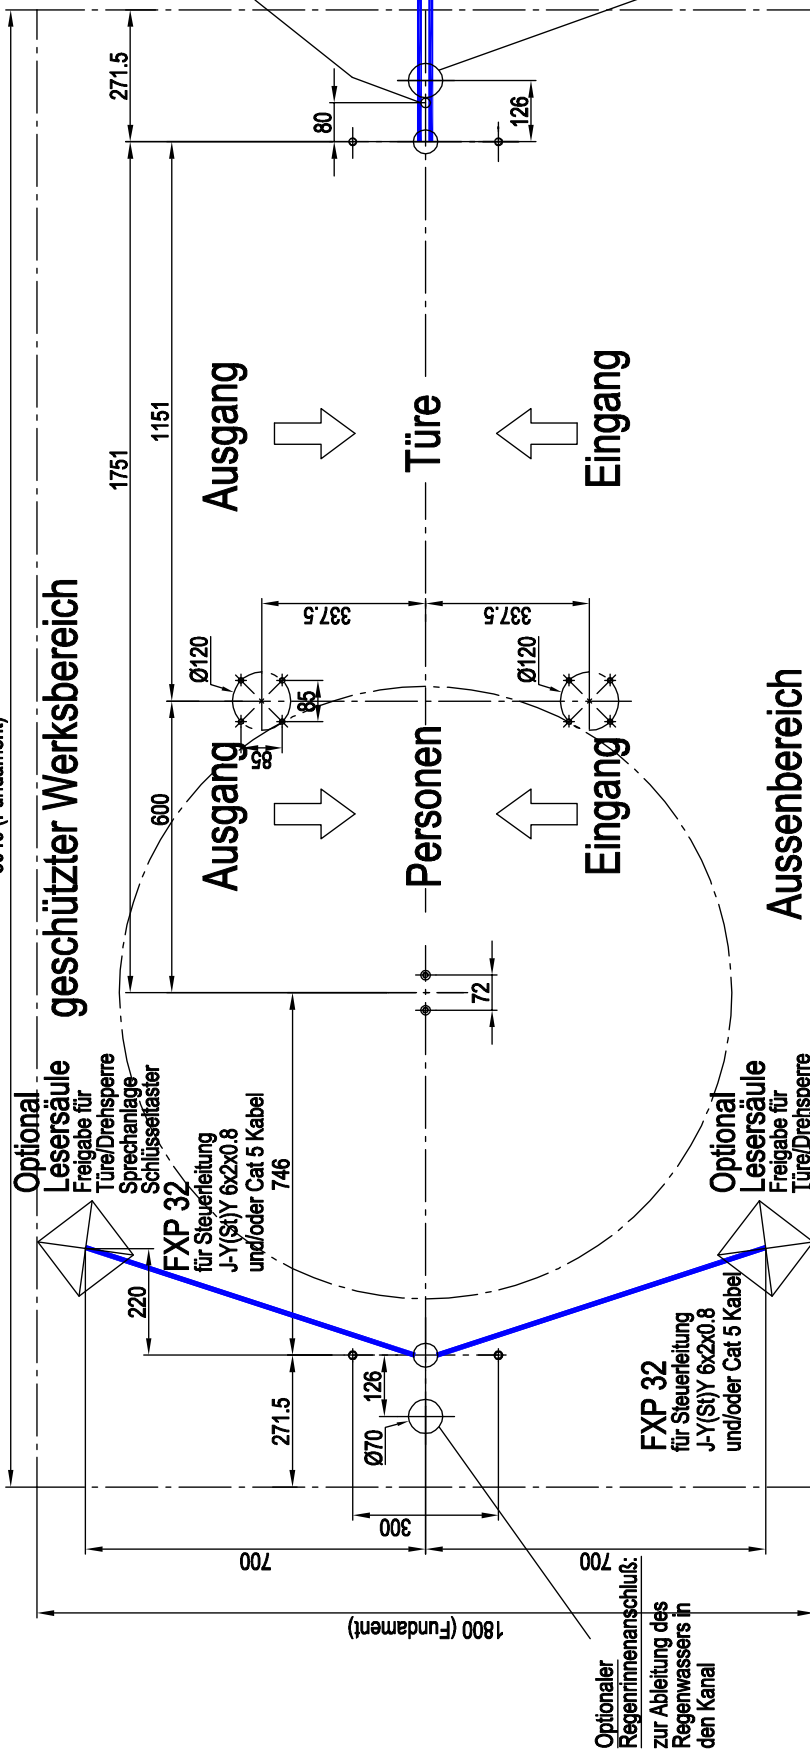 271.5
80
126
1751
1151
Ausgang
Türe
Eingang
geschützter Werksbereich
337.5
337.5
Ø120
Ø120
85
85
600
Ausgang
Personen
Eingang
Aussenbereich
72
Optional
Lesersäule
Freigabe für
Türe/Drehsperre
Sprechanlage
Schlüsseltaster
FXP 32
für Steuerleitung
J-Y(St)Y 6x2x0.8
und/oder Cat 5 Kabel
746
Optional
Lesersäule
Freigabe für
Türe/Drehsperre
220
FXP 32
für Steuerleitung
J-Y(St)Y 6x2x0.8
und/oder Cat 5 Kabel
271.5
126
Ø70
300
700
700
1800 (Fundament)
Optionaler
Regenrinnenanschluß:
zur Ableitung des
Regenwassers in
den Kanal